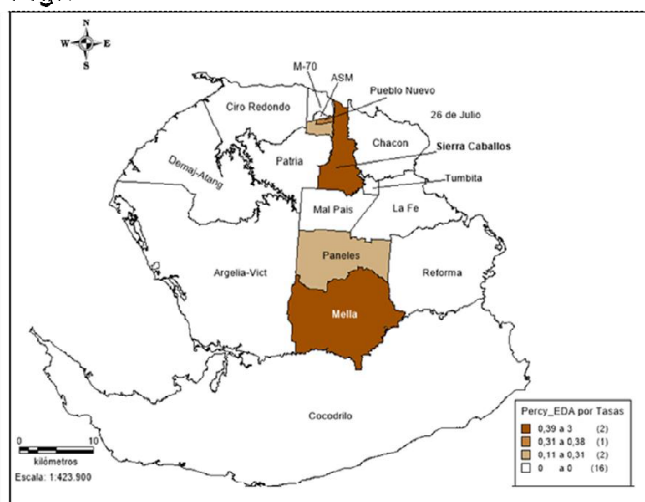 N
W E
S
M-70
ASM
Pueblo Nuevo
Ciro Redondo
26 de Julio
Chacon
Sierra Caballos
Patria
Demaj-Atang
Tumbita
Mal Pais
La Fe
Paneles
Argelia-Vict
Reforma
Mella
Cocodrilo
Percy_EDA por Tasas
0,39 a 3 (2)
0,31 a 0,38 (1)
0,11 a 0,31 (2)
0 a 0 (16)
0 10
kilómetros
Escala: 1:423.900